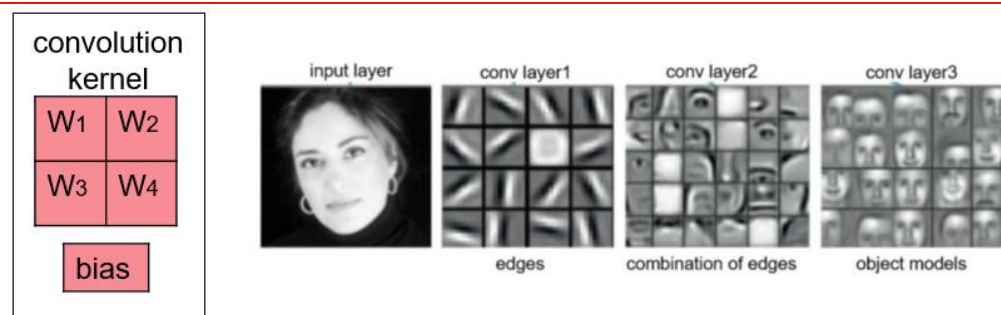 convolution
kernel
W1 W2
W3 W4
bias
input layer conv layer1 conv layer2 conv layer3
edges combination of edges object models